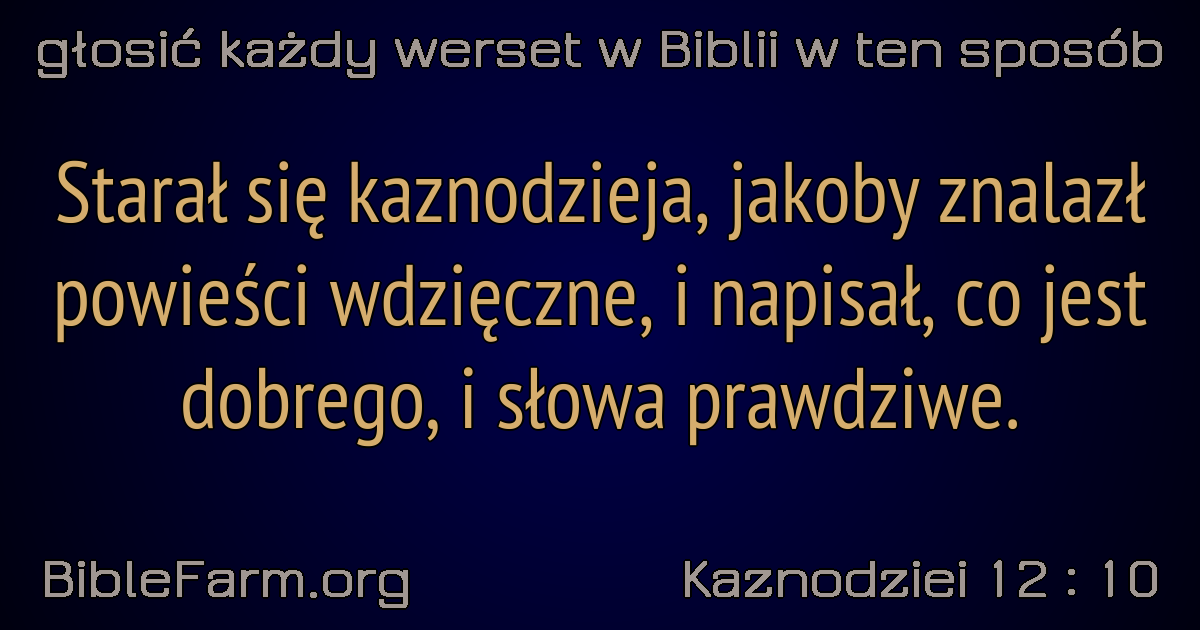 głosić każdy werset w Biblii w ten sposób
Starał się kaznodzieja, jakoby znalazł
powieści wdzięczne, i napisał, co jest
dobrego, i słowa prawdziwe.
BibleFarm.org
Kaznodziei 12 : 10